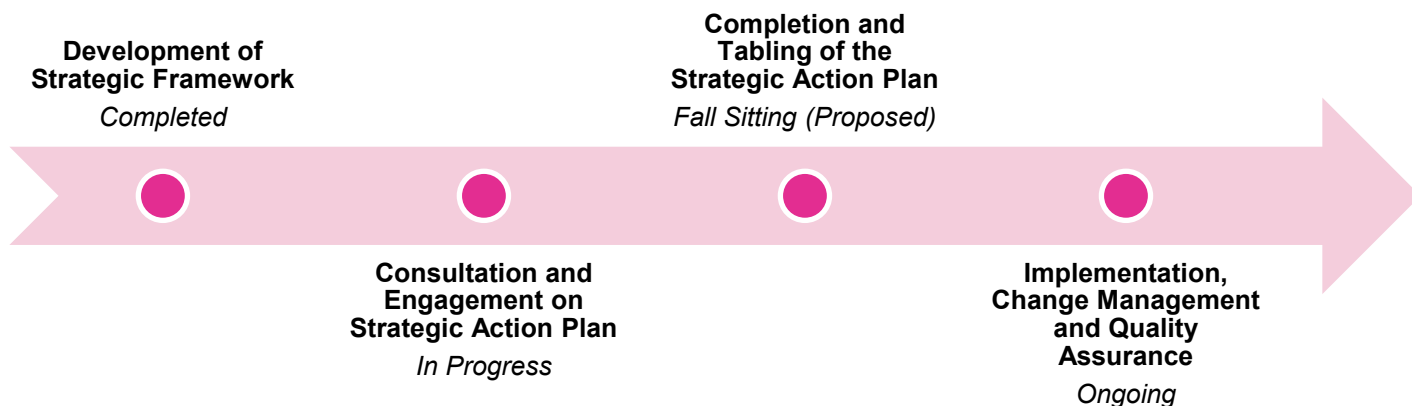 Development of
Strategic Framework
Completed
Consultation and
Engagement on
Strategic Action Plan
In Progress
Completion and
Tabling of the
Strategic Action Plan
Fall Sitting (Proposed)
Implementation,
Change Management
and Quality
Assurance
Ongoing